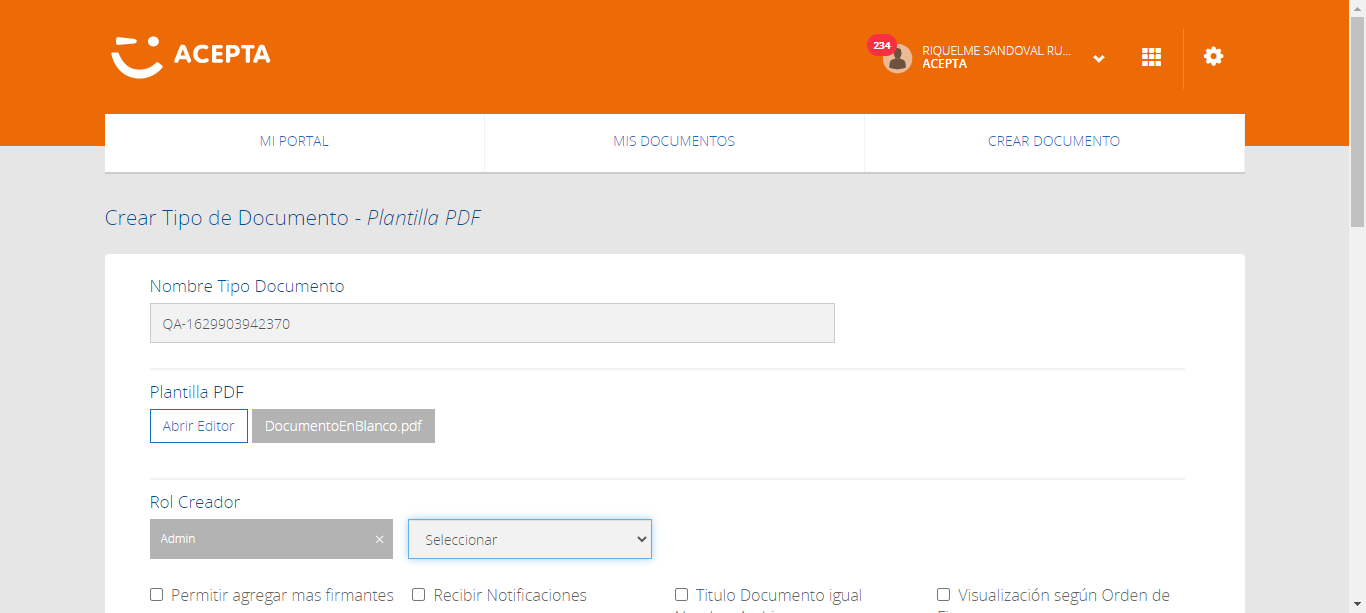 ACEPTA
234
RIQUELME SANDOVAL RU...
ACEPTA
MI PORTAL
MIS DOCUMENTOS
CREAR DOCUMENTO
Crear Tipo de Documento - Plantilla PDF
Nombre Tipo Documento
QA-1629903942370
Plantilla PDF
Abrir Editor
DocumentoEnBlanco.pdf
Rol Creador
Admin ×
Seleccionar
Permitir agregar mas firmantes
Recibir Notificaciones
Titulo Documento igual
Visualización según Orden de